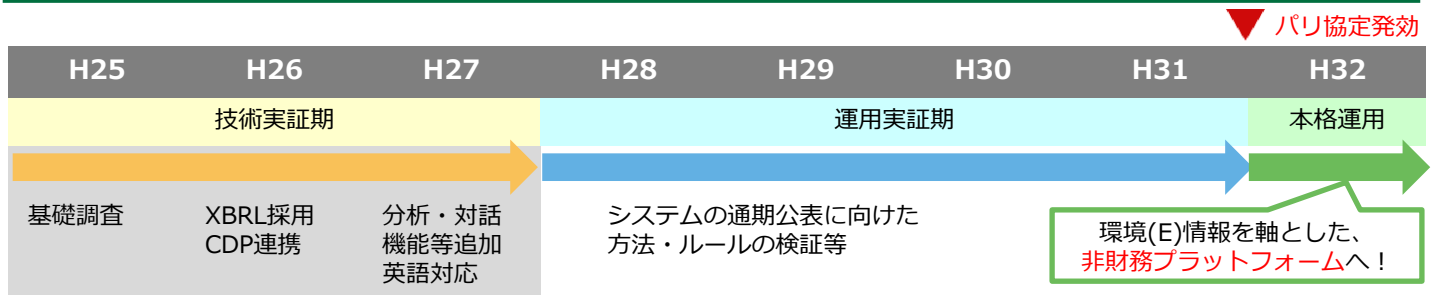 パリ協定発効
H25 H26 H27 H28 H29 H30 H31 H32
技術実証期 運用実証期 本格運用
基礎調査
XBRL採用
CDP連携
分析・対話
機能等追加
英語対応
システムの通期公表に向けた
方法・ルールの検証等
環境(E)情報を軸とした、
非財務プラットフォームへ！